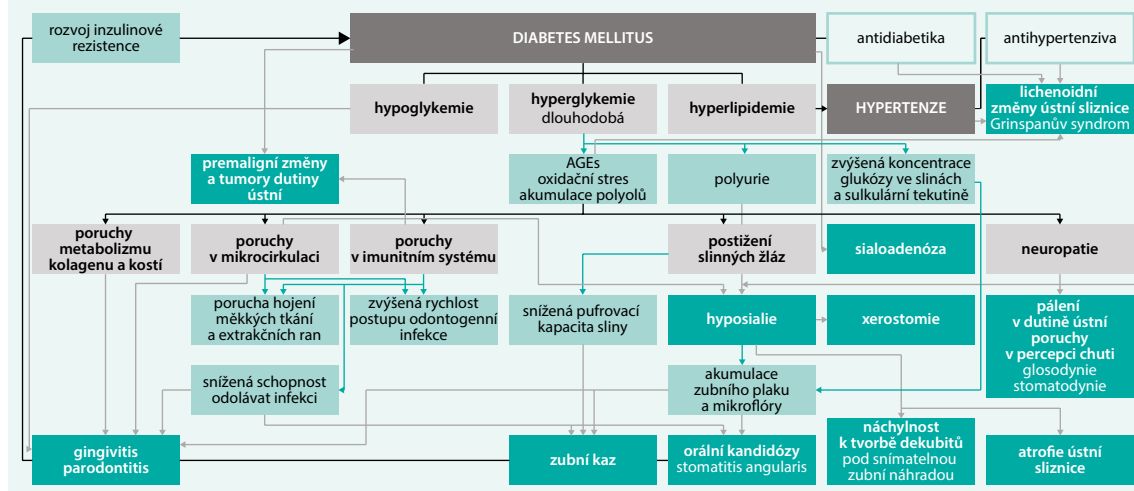 rozvoj inzulinové
rezistence
DIABETES MELLITUS
antidiabetika
antihypertenziva
hypoglykemie
hyperglykemie
dlouhodobá
hyperlipidemie
HYPERTENZE
lichenoidní
změny ústní sliznice
Grinspanův syndrom
premaligní změny
a tumory dutiny
ústní
AGEs
oxidační stres
akumulace polyolů
polyurie
zvýšená koncentrace
glukózy ve slinách
a sulkulární tekutině
poruchy
metabolizmu
kolagenu a kostí
poruchy
v mikrocirkulaci
poruchy
v imunitním systému
postižení
slinných žláz
sialoadenóza
neuropatie
porucha hojení
měkkých tkání
a extrakčních ran
zvýšená rychlost
postupu odontogenní
infekce
snížená pufrovací
kapacita sliny
hyposialie
xerostomie
pálení
v dutině ústní
poruchy
v percepci chuti
glosodynie
stomatodynie
snížená schopnost
odolávat infekci
akumulace
zubního plaku
a mikroflóry
gingivitis
parodontitis
zubní kaz
orální kandidózy
stomatitis angularis
náchylnost
k tvorbě dekubitů
pod snímatelnou
zubní náhradou
atrofie ústní
sliznice